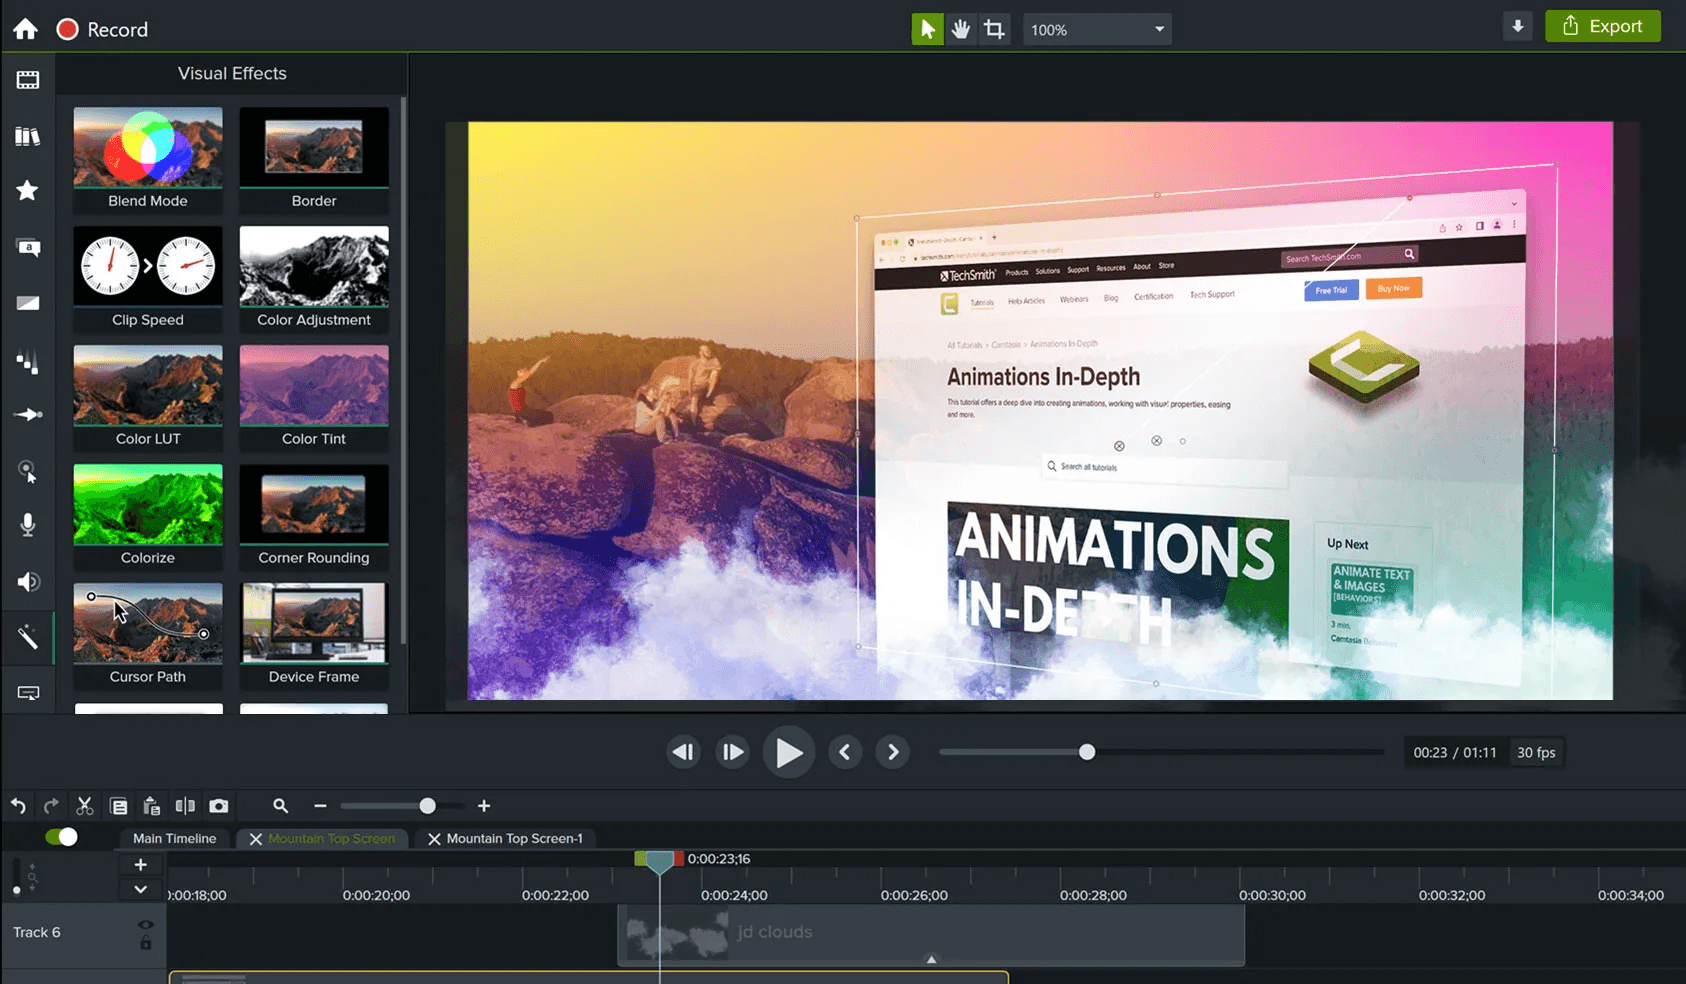 Record
100%
Export
Visual Effects
Blend Mode
Border
Clip Speed
Color Adjustment
Color LUT
Color Tint
Colorize
Corner Rounding
Cursor Path
Device Frame
a
TechSmith
Products
Solutions
Support
Resources
About
Store
Search TechSmith.com
Tutorials
Help Articles
Webinars
Blog
Certification
Tech Support
Free Trial
Buy Now
All Tutorials > Camtasia > Animations In-Depth
Animations In-Depth
This tutorial offers a deep dive into creating animations, working with visual properties, easing
and more.
Search all tutorials
ANIMATIONS
IN-DEPTH
Up Next
ANIMATE TEXT
& IMAGES
[BEHAVIORS]
3 min.
Camtasia Behaviors
00:23 / 01:11
30 fps
Main Timeline
Mountain Top Screen
Mountain Top Screen-1
0:00:23;16
0:00:18;00
0:00:20;00
0:00:22;00
0:00:24;00
0:00:26;00
0:00:28;00
0:00:30;00
0:00:32;00
0:00:34;00
Track 6
jd clouds